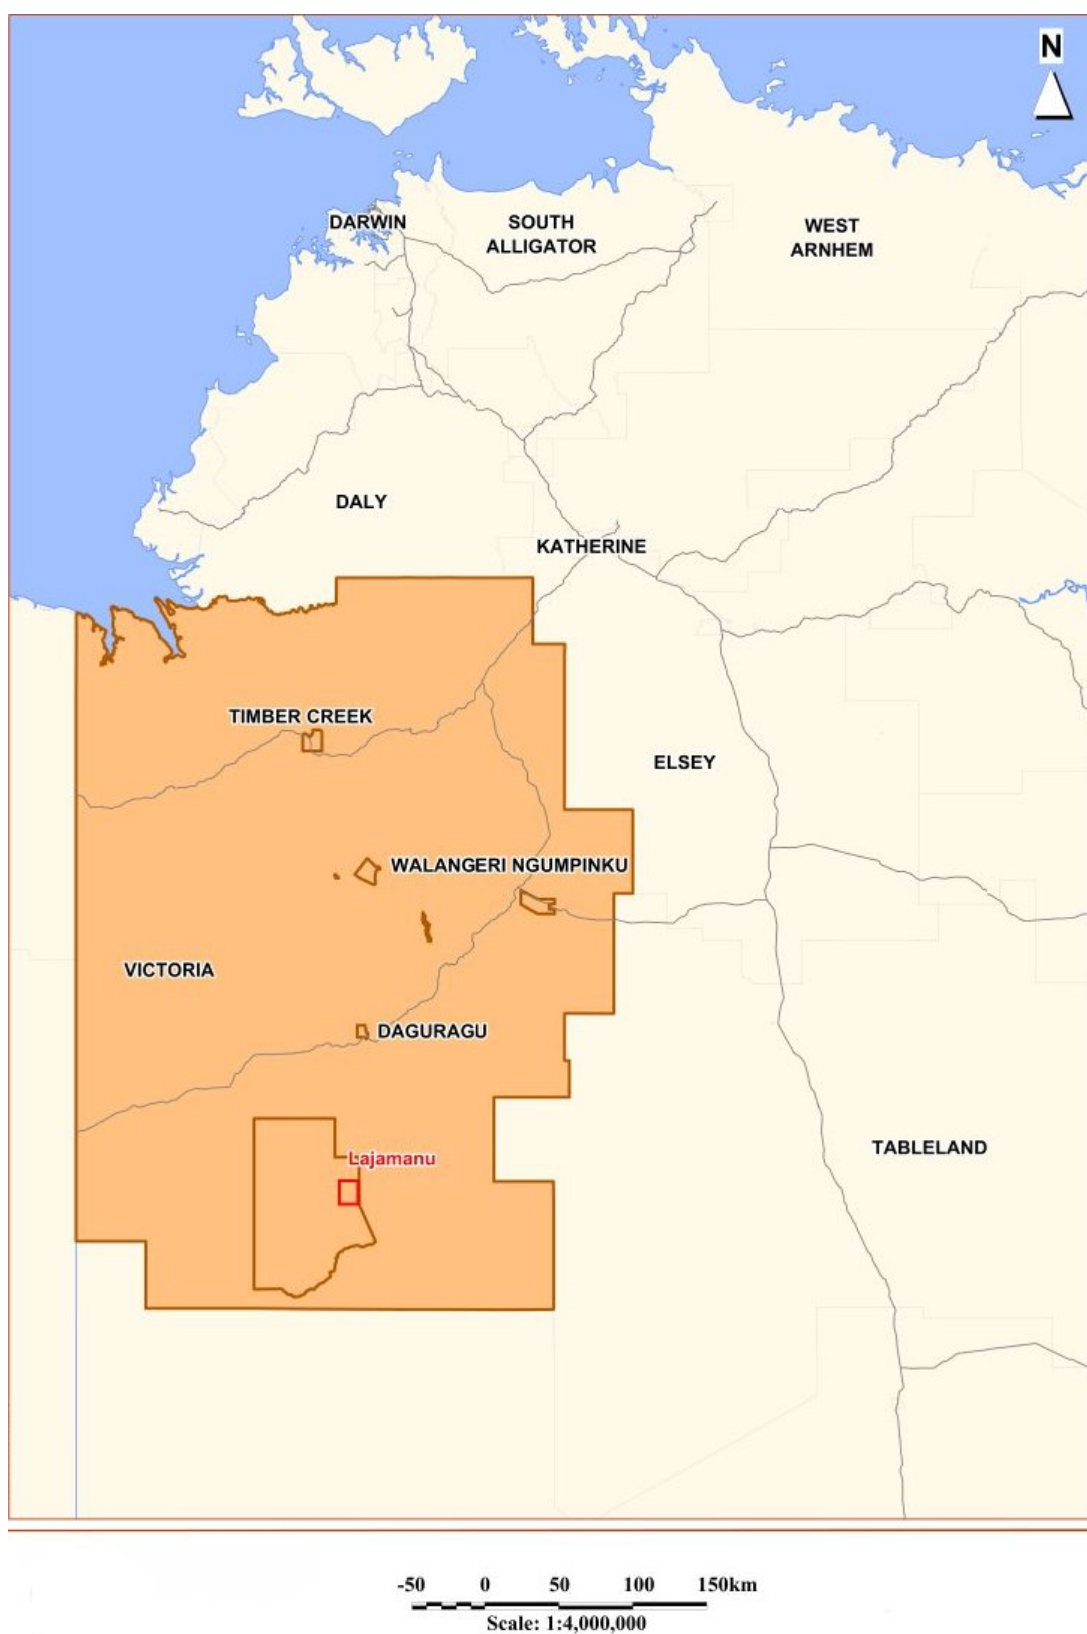 N
DARWIN
SOUTH
ALLIGATOR
WEST
ARNHEM
DALY
KATHERINE
TIMBER CREEK
ELSEY
WALANGERI NGUMPINKU
VICTORIA
DAGURAGU
TABLELAND
Lajamanu
-50 0 50 100 150km
Scale: 1:4,000,000